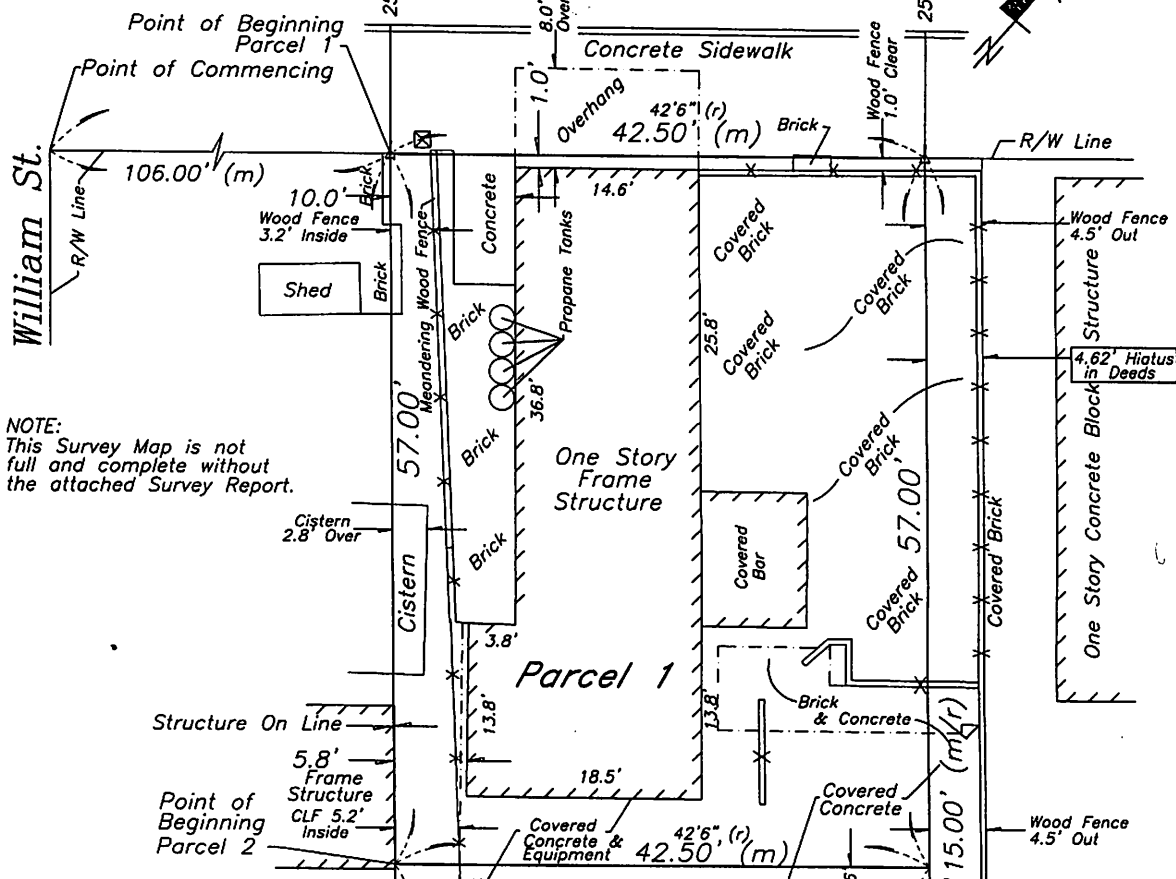 25
8.0'
Over
25
Point of Beginning
Parcel 1
Point of Commencing
Concrete Sidewalk
Wood Fence
1.0' Clear
N
1.0'
Overhang
42'6" (r)
42.50' (m)
Brick
R/W Line
William St.
R/W Line
106.00' (m)
10.0'
Brick
Wood Fence
3.2' Inside
Shed
Brick
Meandering Wood Fence
Concrete
14.6'
Propane Tanks
Brick
36.8'
25.8'
Covered
Brick
Covered
Brick
Covered
Brick
Wood Fence
4.5' Out
4.62' Hiatus
in Deeds
One Story Concrete Block Structure
57.00'
NOTE:
This Survey Map is not
full and complete without
the attached Survey Report.
Brick
One Story
Frame
Structure
Covered
Brick
57.00'
Cistern
2.8' Over
Cistern
Brick
Covered
Bar
Covered
Brick
Covered Brick
3.8'
Parcel 1
13.8'
13.8'
Brick
& Concrete
Structure On Line
5.8'
Frame
Structure
18.5'
Point of
Beginning
Parcel 2
CLF 5.2'
Inside
Covered
Concrete &
Equipment
42'6" (r)
42.50' (m)
Covered
Concrete
115.00' (m/r)
Wood Fence
4.5' Out